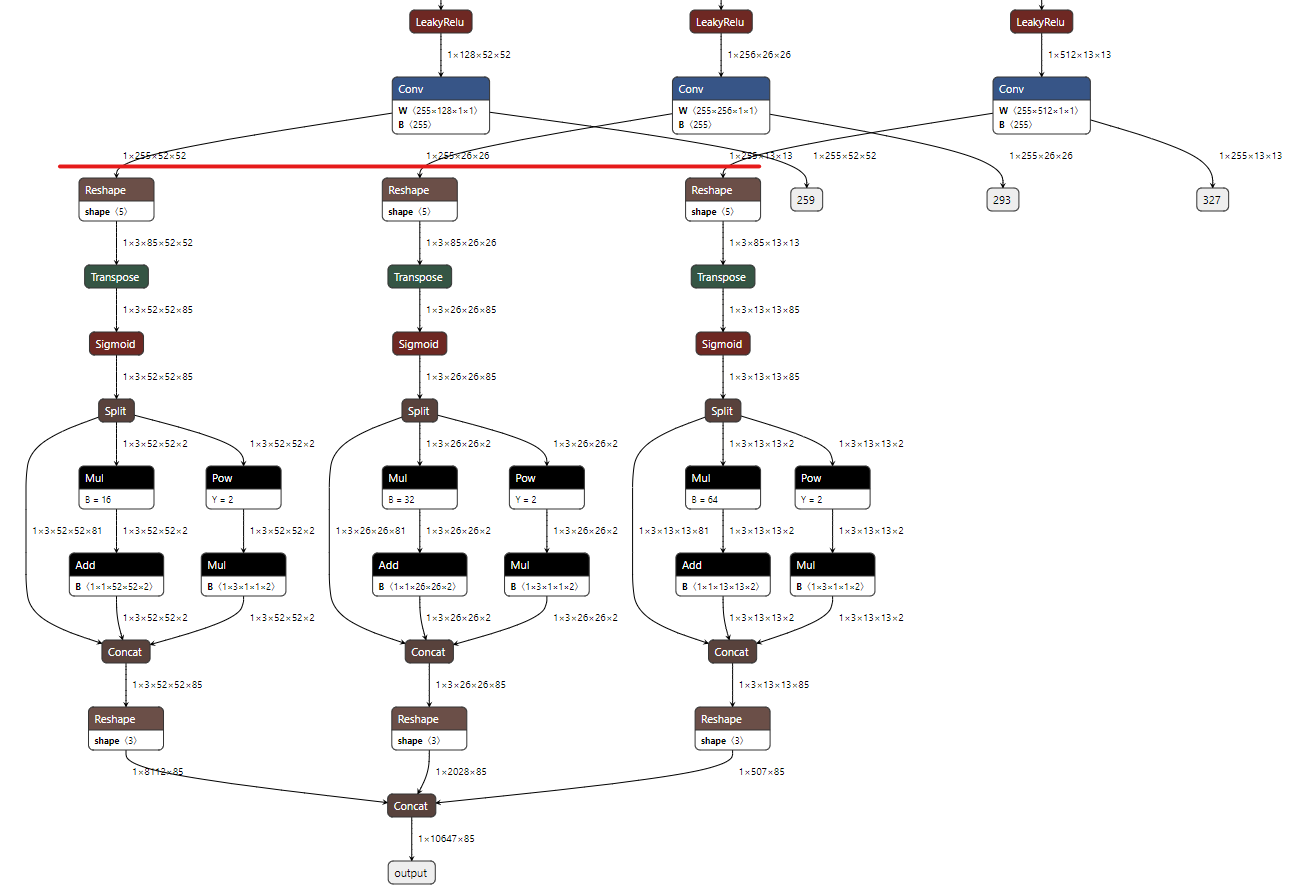 LeakyRelu LeakyRelu LeakyRelu
1×128×52×52 1×256×26×26 1×512×13×13
Conv Conv Conv
W ⟨255×128×1×1⟩ W ⟨255×256×1×1⟩ W ⟨255×512×1×1⟩
B ⟨255⟩ B ⟨255⟩ B ⟨255⟩
1×255×52×52 1×255×26×26 1×255×13×13 1×255×52×52 1×255×26×26 1×255×13×13
Reshape Reshape Reshape
259 293 327
shape ⟨5⟩ shape ⟨5⟩ shape ⟨5⟩
1×3×85×52×52 1×3×85×26×26 1×3×85×13×13
Transpose Transpose Transpose
1×3×52×52×85 1×3×26×26×85 1×3×13×13×85
Sigmoid Sigmoid Sigmoid
1×3×52×52×85 1×3×26×26×85 1×3×13×13×85
Split Split Split
1×3×52×52×2 1×3×52×52×2 1×3×26×26×2 1×3×26×26×2 1×3×13×13×2 1×3×13×13×2
Mul Pow Mul Pow Mul Pow
B = 16 Y = 2 B = 32 Y = 2 B = 64 Y = 2
1×3×52×52×81 1×3×52×52×2 1×3×52×52×2 1×3×26×26×81 1×3×26×26×2 1×3×26×26×2 1×3×13×13×81 1×3×13×13×2 1×3×13×13×2
Add Mul Add Mul Add Mul
B ⟨1×1×52×52×2⟩ B ⟨1×3×1×1×2⟩ B ⟨1×1×26×26×2⟩ B ⟨1×3×1×1×2⟩ B ⟨1×1×13×13×2⟩ B ⟨1×3×1×1×2⟩
1×3×52×52×2 1×3×52×52×2 1×3×26×26×2 1×3×26×26×2 1×3×13×13×2 1×3×13×13×2
Concat Concat Concat
1×3×52×52×85 1×3×26×26×85 1×3×13×13×85
Reshape Reshape Reshape
shape ⟨3⟩ shape ⟨3⟩ shape ⟨3⟩
1×8112×85 1×2028×85 1×507×85
Concat
1×10647×85
output